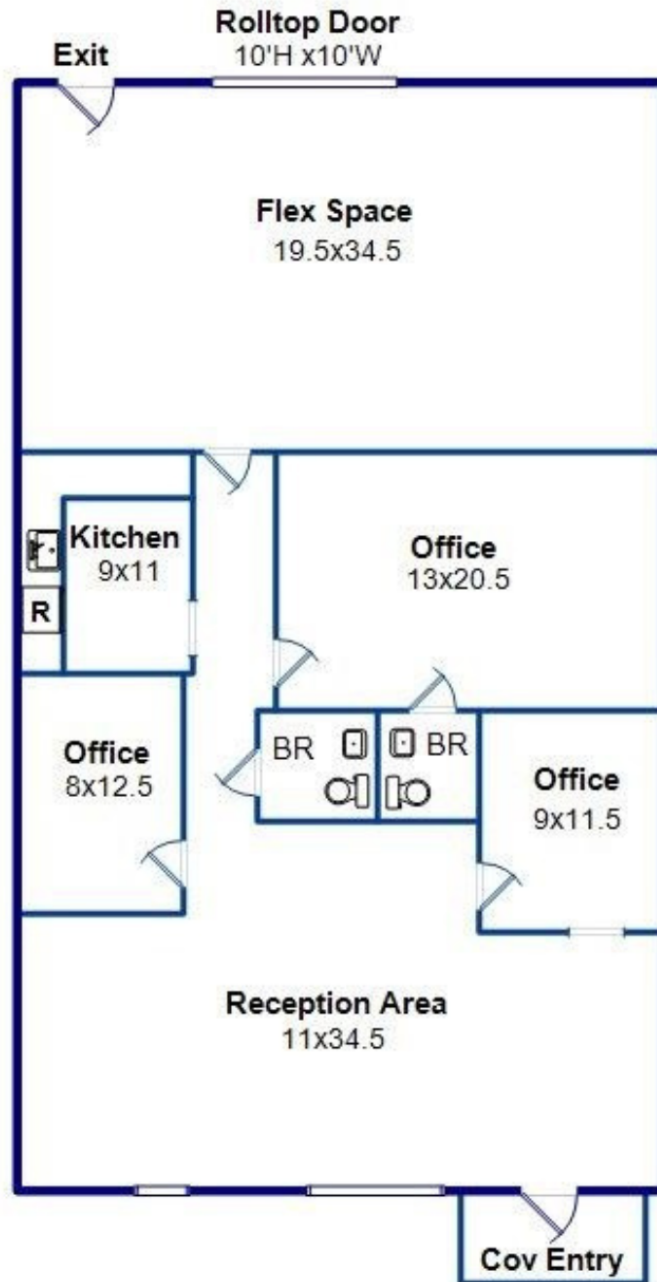 Rolltop Door
10'H x10'W
Exit
Flex Space
19.5x34.5
Kitchen
9x11
R
Office
13x20.5
Office
8x12.5
BR
BR
Office
9x11.5
Reception Area
11x34.5
Cov Entry